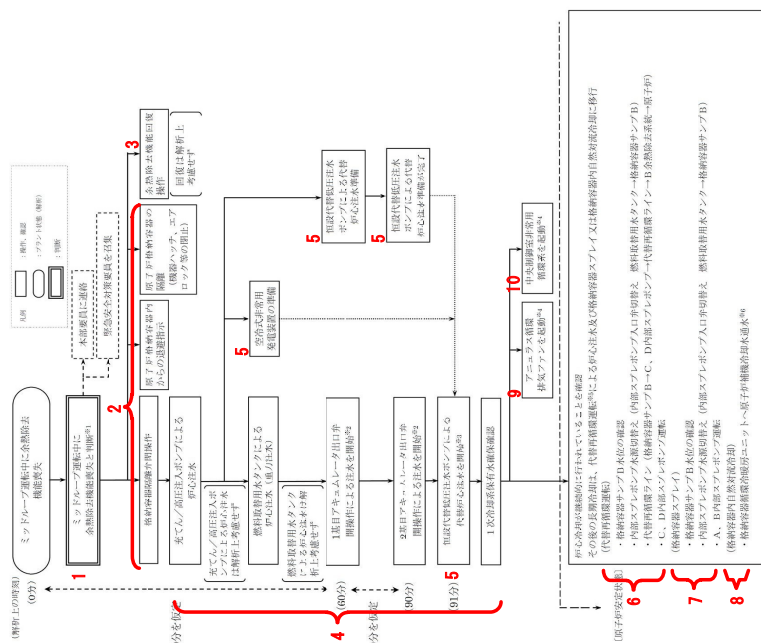 (解析上の時刻)
(0分)
ミッドループ運転中に余熱除去
機能喪失
凡例
：操作、確認
：プラント状態（解析）
：判断
1
ミッドループ運転中に
余熱除去機能喪失と判断※1
本部要員に連絡
緊急安全対策要員を召集
2
格納容器隔離弁閉操作
原子炉格納容器内
からの退避指示
原子炉格納容器の
隔離
(機器ハッチ、エア
ロック等の閉止)
3
余熱除去機能回復
操作
回復は解析上
考慮せず
充てん／高圧注入ポンプによる
炉心注水
充てん／高圧注入ポ
ンプによる炉心注水
は解析上考慮せず
燃料取替用水タンクによる
炉心注水（重力注水）
燃料取替用水タンク
による炉心注水は解
析上考慮せず
5
空冷式非常用
発電装置の準備
5
恒設代替低圧注水
ポンプによる代替
炉心注水準備
5
恒設代替低圧注水
ポンプによる代替
炉心注水準備が完了
4
分を仮定
(60分)
1基目アキュムレータ出口弁
開操作による注水を開始※2
分を仮定
(90分)
2基目アキュムレータ出口弁
開操作による注水を開始※2
(91分)
5
恒設代替低圧注水ポンプによる
代替炉心注水を開始※3
１次冷却系保有水確保確認
9
アニュラス循環
排気ファンを起動※4
10
中央制御室非常用
循環系を起動※4
[原子炉安定状態]
炉心冷却が継続的に行われていることを確認
その後の長期冷却は、代替再循環運転※5による炉心注水及び格納容器スプレイ又は格納容器内自然対流冷却に移行
6
(代替再循環運転)
・格納容器サンプB水位の確認
・内部スプレポンプ水源切替え（内部スプレポンプ入口弁切替え　燃料取替用水タンク→格納容器サンプB）
・代替再循環ライン（格納容器サンプB→C、D内部スプレポンプ→代替再循環ライン→B余熱除去系統→原子炉）
・C、D内部スプレポンプ運転
7
(格納容器スプレイ)
・格納容器サンプB水位の確認
・内部スプレポンプ水源切替え（内部スプレポンプ入口弁切替え　燃料取替用水タンク→格納容器サンプB）
・A、B内部スプレポンプ運転
8
(格納容器内自然対流冷却)
・格納容器循環冷暖房ユニットへ原子炉補機冷却水通水※6